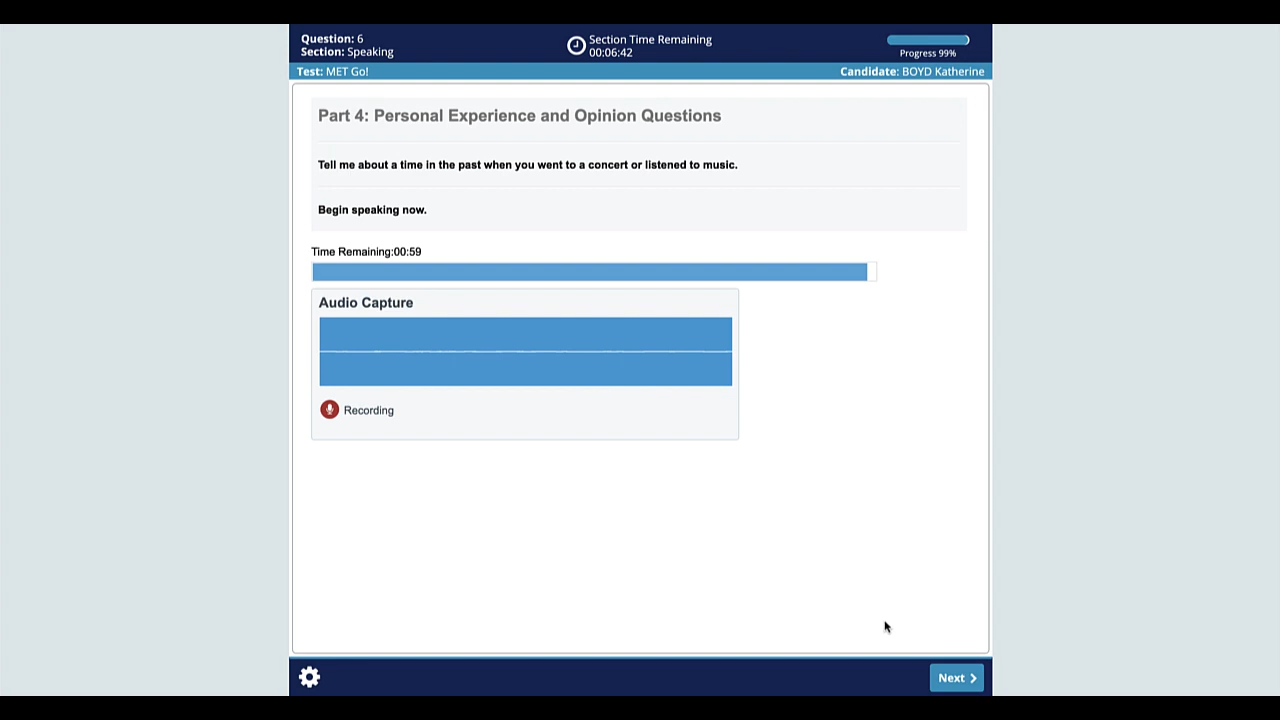 Question: 6
Section: Speaking
Section Time Remaining
00:06:42
Progress 99%
Test: MET Go!
Candidate: BOYD Katherine
Part 4: Personal Experience and Opinion Questions
Tell me about a time in the past when you went to a concert or listened to music.
Begin speaking now.
Time Remaining:00:59
Audio Capture
Recording
Next